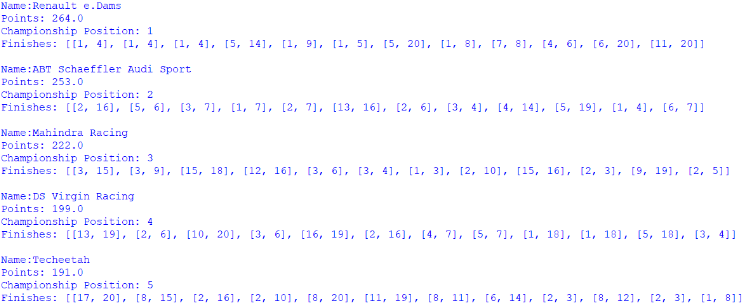 Name:Renault e.Dams
Points: 264.0
Championship Position: 1
Finishes: [[1, 4], [1, 4], [1, 4], [5, 14], [1, 9], [1, 5], [5, 20], [1, 8], [7, 8], [4, 6], [6, 20], [11, 20]]
Name:ABT Schaeffler Audi Sport
Points: 253.0
Championship Position: 2
Finishes: [[2, 16], [5, 6], [3, 7], [1, 7], [2, 7], [13, 16], [2, 6], [3, 4], [4, 14], [5, 19], [1, 4], [6, 7]]
Name:Mahindra Racing
Points: 222.0
Championship Position: 3
Finishes: [[3, 15], [3, 9], [15, 18], [12, 16], [3, 6], [3, 4], [1, 3], [2, 10], [15, 16], [2, 3], [9, 19], [2, 5]]
Name:DS Virgin Racing
Points: 199.0
Championship Position: 4
Finishes: [[13, 19], [2, 6], [10, 20], [3, 6], [16, 19], [2, 16], [4, 7], [5, 7], [1, 18], [1, 18], [5, 18], [3, 4]]
Name:Techeetah
Points: 191.0
Championship Position: 5
Finishes: [[17, 20], [8, 15], [2, 16], [2, 10], [8, 20], [11, 19], [8, 11], [6, 14], [2, 3], [8, 12], [2, 3], [1, 8]]